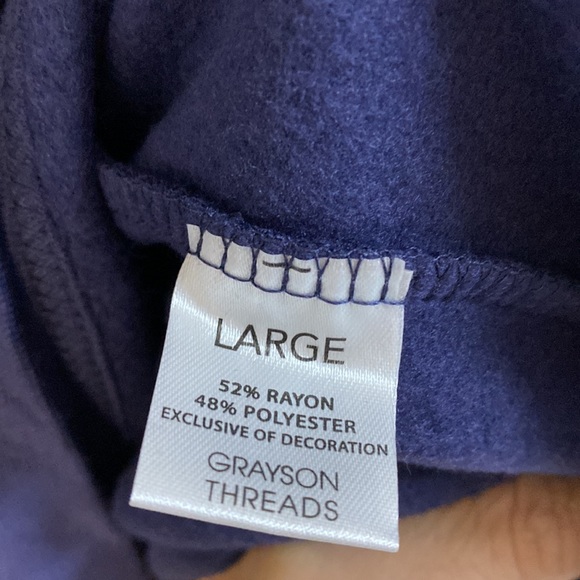 LARGE
52% RAYON
48% POLYESTER
EXCLUSIVE OF DECORATION
GRAYSON
THREADS